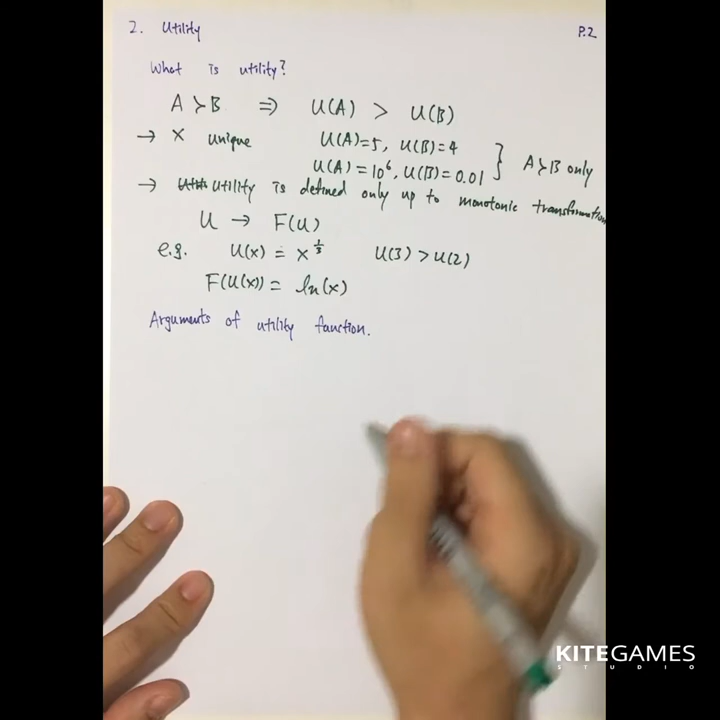 2. Utility P.2
What is utility?
A ≻ B ⇒ U(A) > U(B)
→ × unique U(A)=5, U(B)=4
U(A)=10⁶, U(B)=0.01 } A ≻ B only
→ utility is defined only up to monotonic transformation
U → F(U)
e.g. U(x) = x^⅓ U(3) > U(2)
F(U(x)) = ln(x)
Arguments of utility function.
KITEGAMES
STUDIO